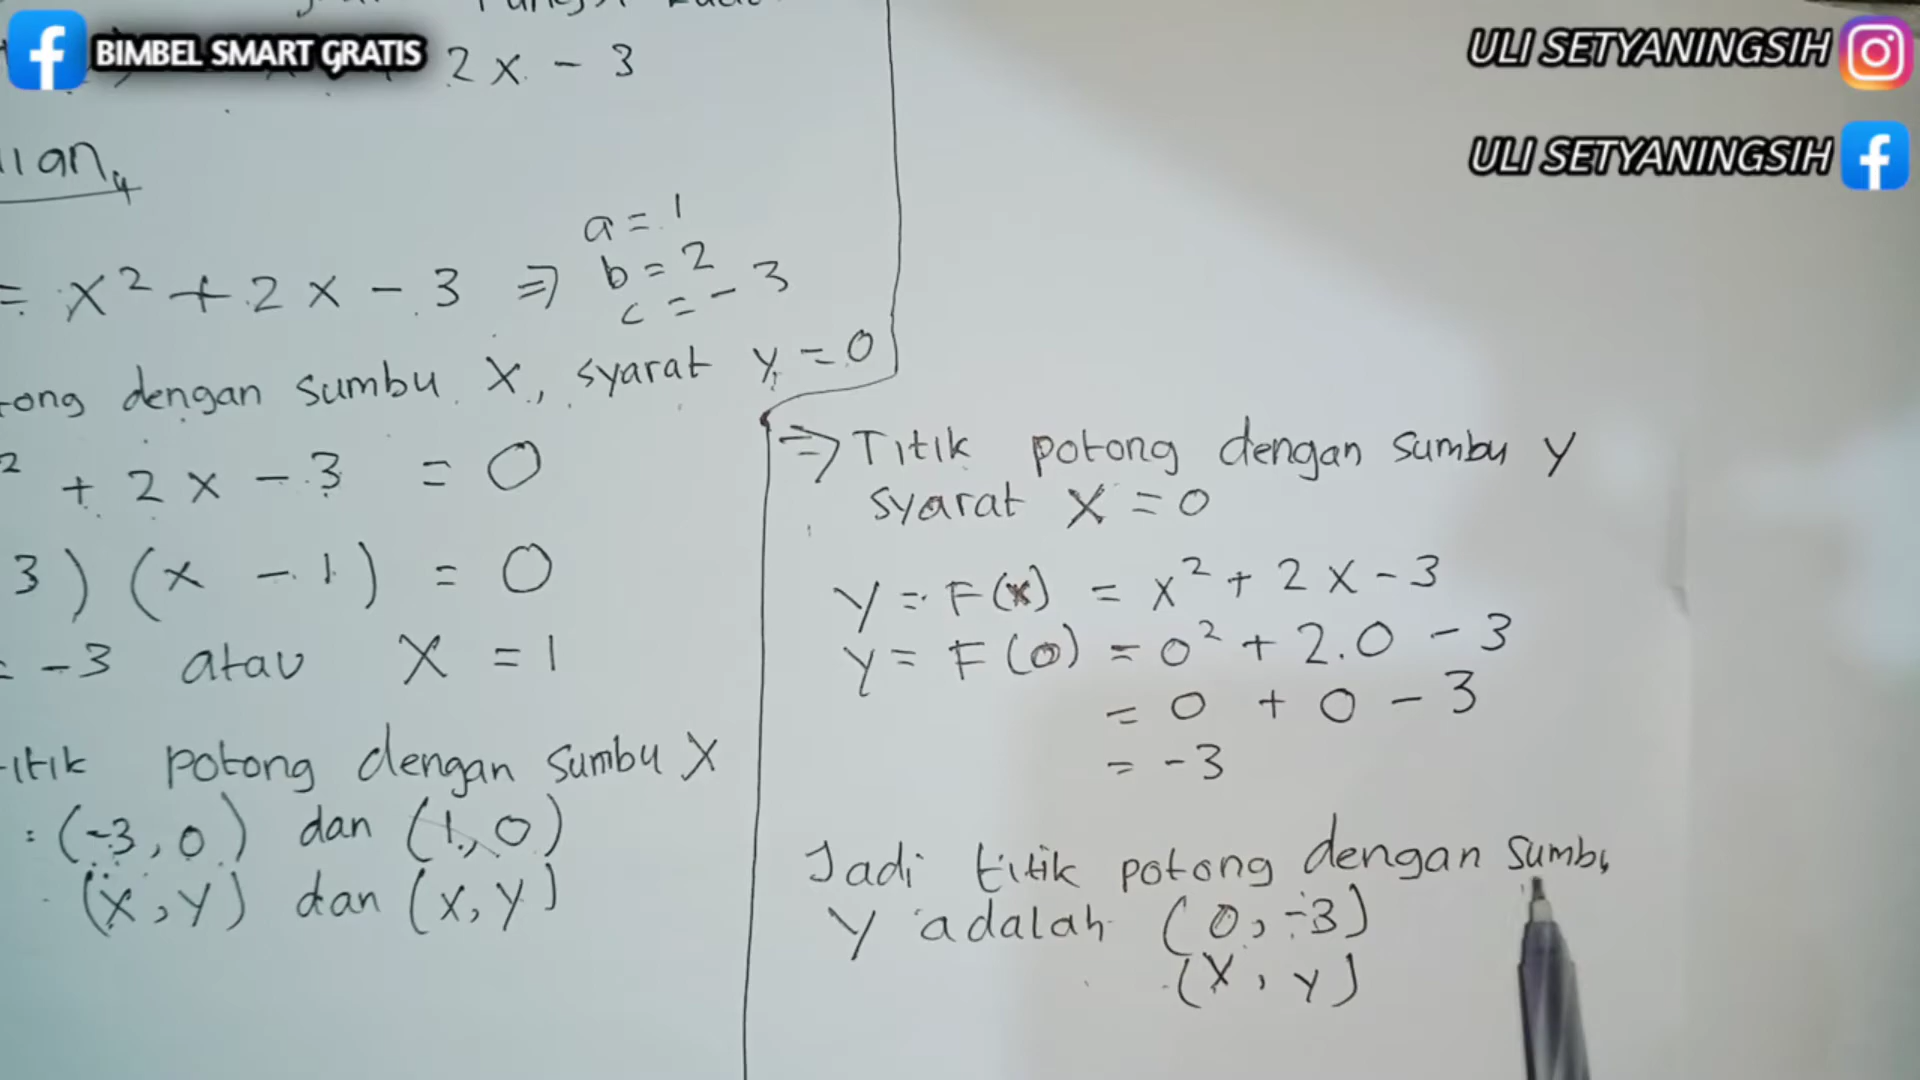 BIMBEL SMART GRATIS
ULI SETYANINGSIH
ULI SETYANINGSIH
2x - 3
a = 1
b = 2
c = - 3
= x² + 2x - 3 ⇒
dengan sumbu X, syarat y = 0
² + 2x - 3 = 0
3) (x - 1) = 0
= -3 atau X = 1
potong dengan sumbu X
: (-3, 0) dan (1, 0)
(X, Y) dan (X, Y)
⇒ Titik potong dengan sumbu Y
syarat X = 0
Y = F(x) = x² + 2x - 3
Y = F(0) = 0² + 2.0 - 3
= 0 + 0 - 3
= -3
Jadi titik potong dengan sumbu
Y adalah (0, -3)
(X, Y)